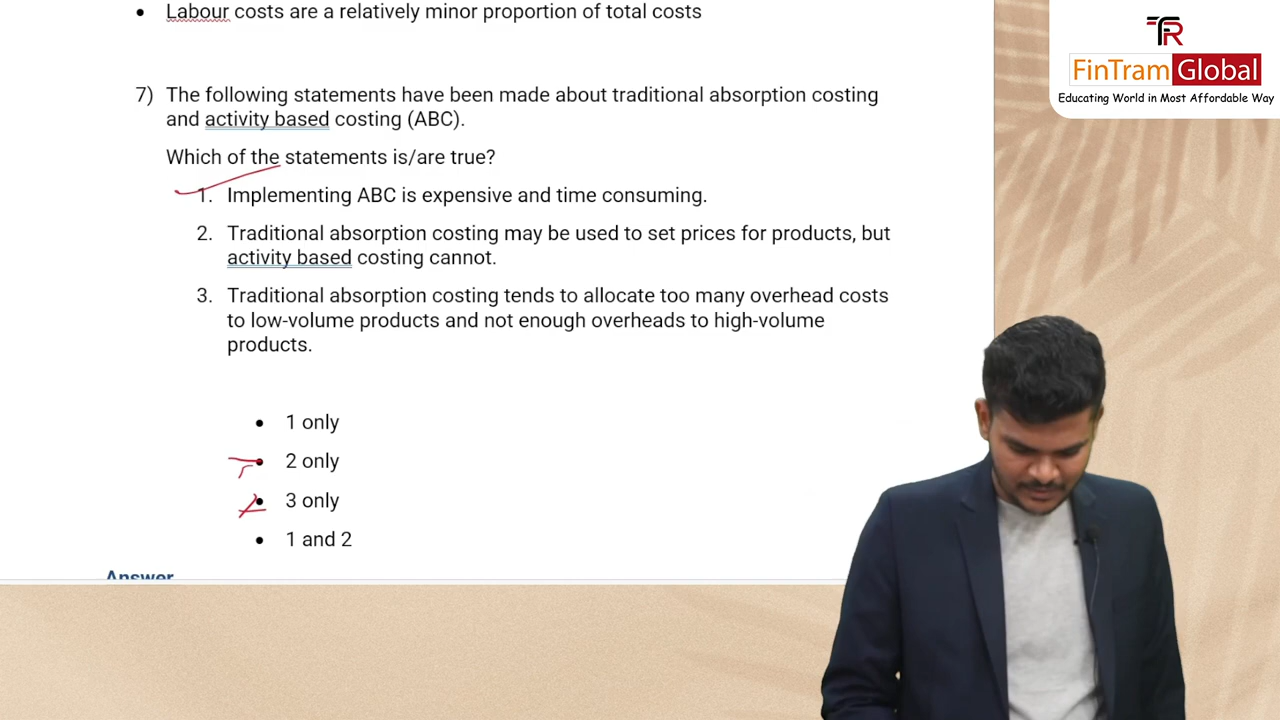 Labour costs are a relatively minor proportion of total costs
TR
FinTram Global
Educating World in Most Affordable Way
7) The following statements have been made about traditional absorption costing
and activity based costing (ABC).
Which of the statements is/are true?
1. Implementing ABC is expensive and time consuming.
2. Traditional absorption costing may be used to set prices for products, but
activity based costing cannot.
3. Traditional absorption costing tends to allocate too many overhead costs
to low-volume products and not enough overheads to high-volume
products.
1 only
2 only
3 only
1 and 2
Answer